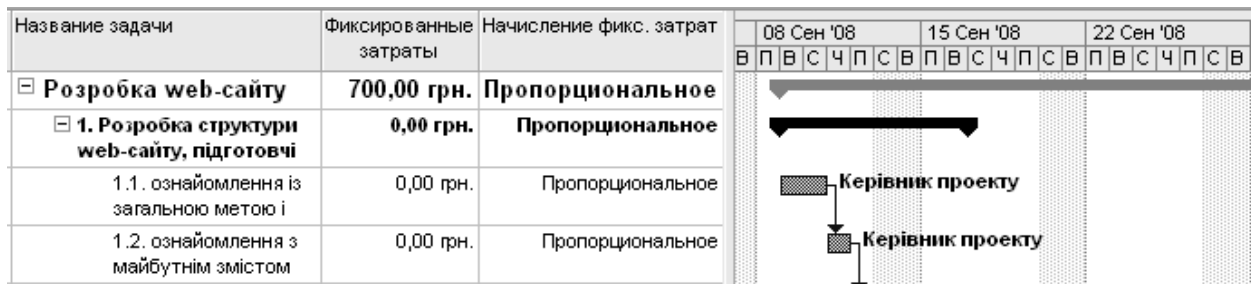 Название задачи
Фиксированные затраты
Начисление фикс. затрат
08 Сен '08
15 Сен '08
22 Сен '08
В П В С Ч П С В П В С Ч П С В П В С Ч П С В
Розробка web-сайту
700,00 грн.
Пропорциональное
1. Розробка структури
web-сайту, підготовчі
0,00 грн.
Пропорциональное
1.1. ознайомлення із
загальною метою і
0,00 грн.
Пропорциональное
Керівник проекту
1.2. ознайомлення з
майбутнім змістом
0,00 грн.
Пропорциональное
Керівник проекту